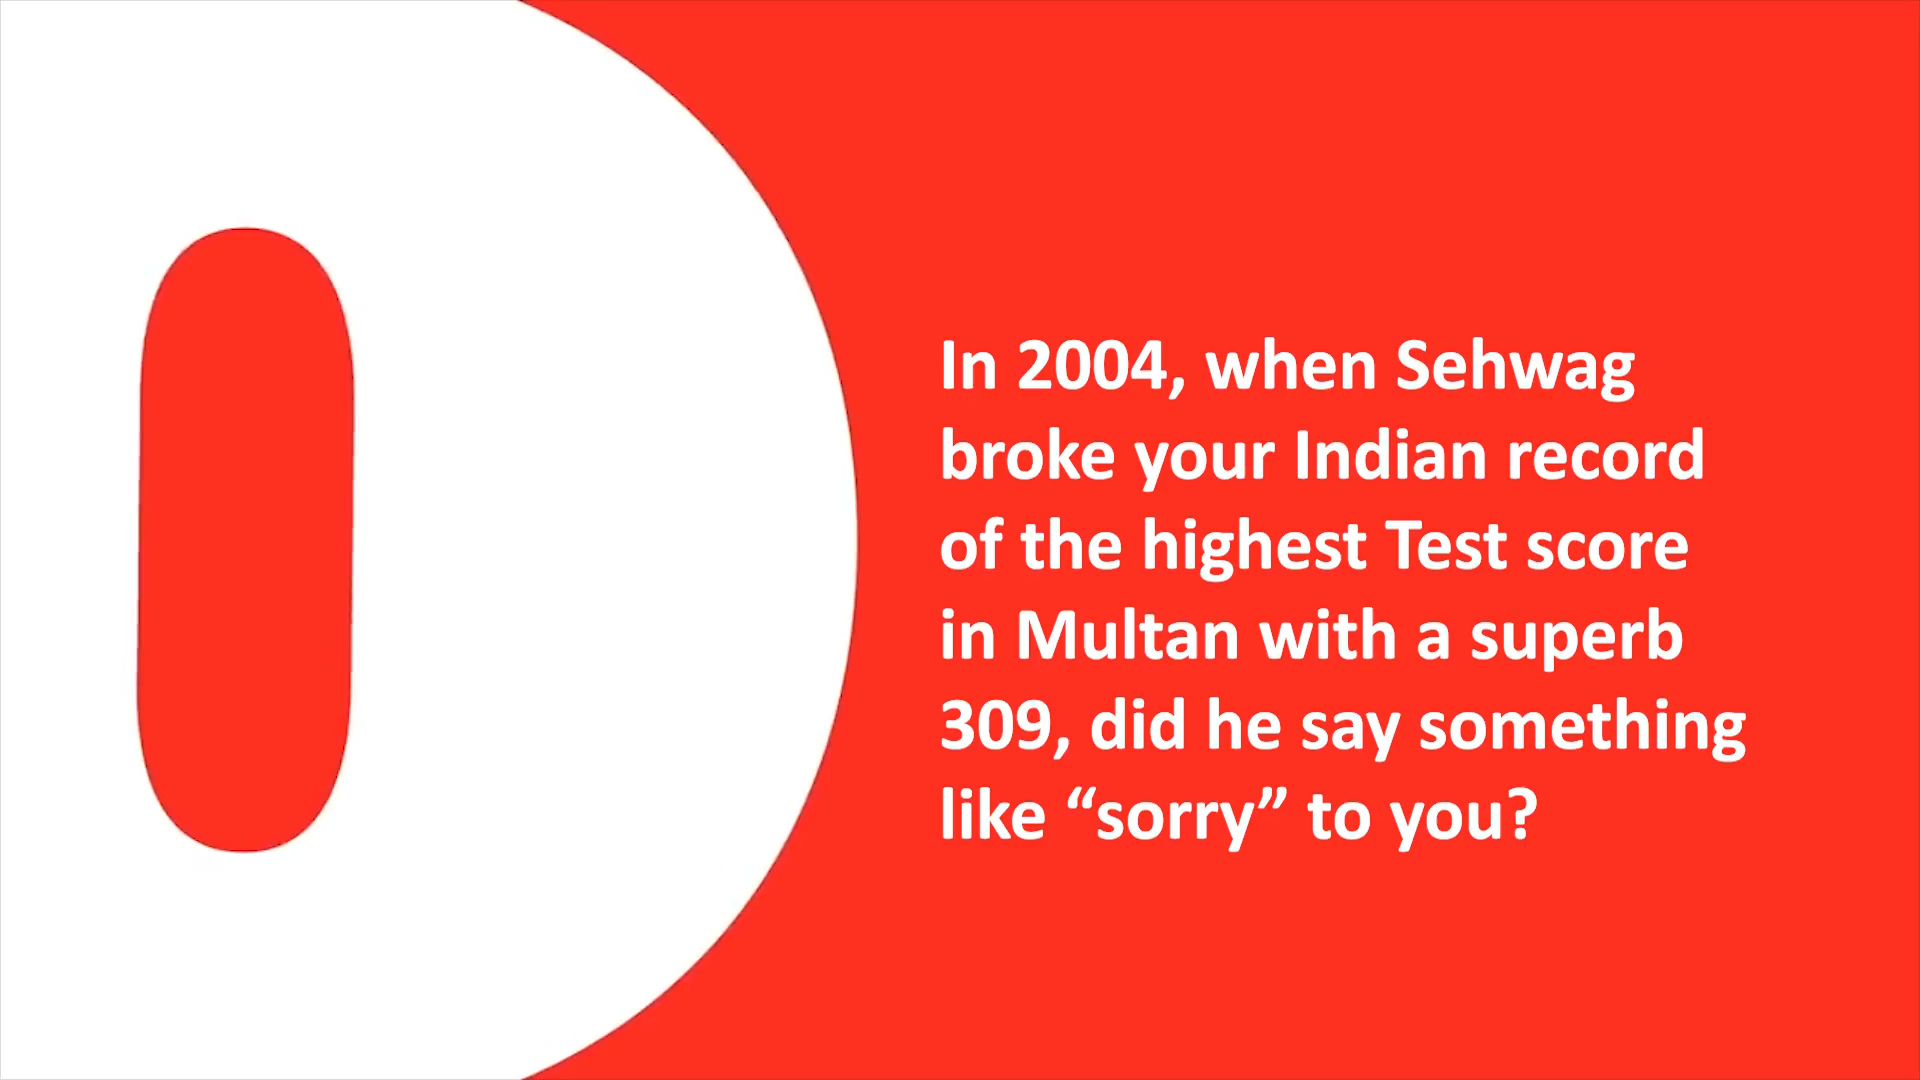 In 2004, when Sehwag
broke your Indian record
of the highest Test score
in Multan with a superb
309, did he say something
like “sorry” to you?